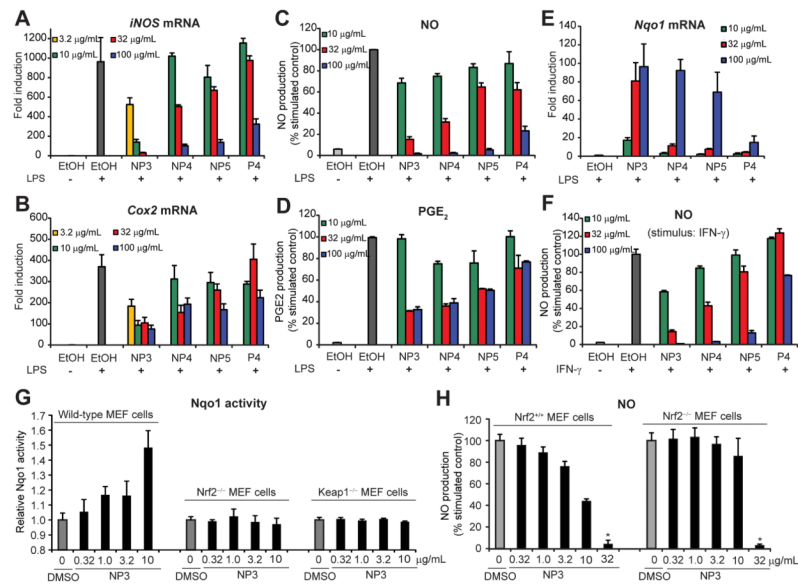 A
iNOS mRNA
3.2 µg/mL
32 µg/mL
10 µg/mL
100 µg/mL
Fold induction
1200
1000
800
600
400
200
0
EtOH EtOH NP3 NP4 NP5 P4
LPS - + + + + +
B
Cox2 mRNA
3.2 µg/mL
32 µg/mL
10 µg/mL
100 µg/mL
Fold induction
600
500
400
300
200
100
0
EtOH EtOH NP3 NP4 NP5 P4
LPS - + + + + +
C
NO
10 µg/mL
32 µg/mL
100 µg/mL
NO production
(% stimulated control)
120
100
80
60
40
20
0
EtOH EtOH NP3 NP4 NP5 P4
LPS - + + + + +
D
PGE2
10 µg/mL
32 µg/mL
100 µg/mL
PGE2 production
(% stimulated control)
120
100
80
60
40
20
0
EtOH EtOH NP3 NP4 NP5 P4
LPS - + + + + +
E
Nqo1 mRNA
10 µg/mL
32 µg/mL
100 µg/mL
Fold induction
140
120
100
80
60
40
20
0
EtOH NP3 NP4 NP5 P4
LPS + + + + +
F
NO
(stimulus: IFN-γ)
10 µg/mL
32 µg/mL
100 µg/mL
NO production
(% stimulated control)
120
100
80
60
40
20
0
EtOH EtOH NP3 NP4 NP5 P4
IFN-γ - + + + + +
G
Nqo1 activity
Wild-type MEF cells
Nrf2-/- MEF cells
Keap1-/- MEF cells
Relative Nqo1 activity
1.7
1.6
1.5
1.4
1.3
1.2
1.1
1.0
0.9
0.8
0 0.32 1.0 3.2 10 0 0.32 1.0 3.2 10 0 0.32 1.0 3.2 10 µg/mL
DMSO NP3 DMSO NP3 DMSO NP3
H
NO
Nrf2+/+ MEF cells
Nrf2-/- MEF cells
NO production
(% stimulated control)
120
100
80
60
40
20
0
* *
0 0.32 1.0 3.2 10 32 0 0.32 1.0 3.2 10 32 µg/mL
DMSO NP3 DMSO NP3